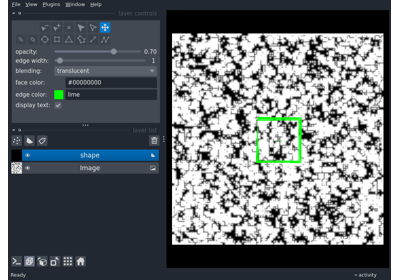 File View Plugins Window Help
layer controls
opacity: 0.70
edge width: 1
blending: translucent
face color: #00000000
edge color: lime
display text:
layer list
shape
Image
Ready
activity